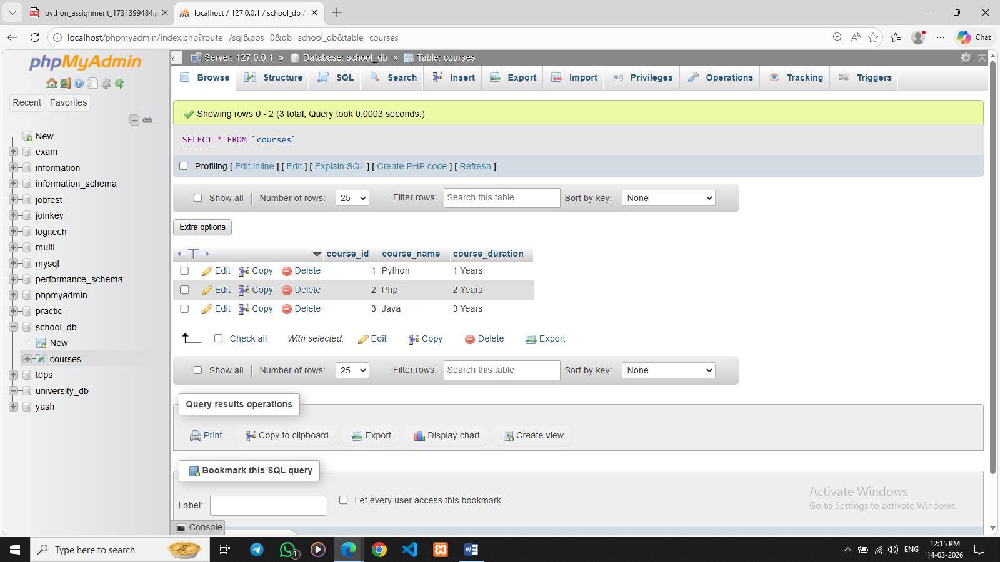 python_assignment_1731399484.p
localhost / 127.0.0.1 / school_db /
localhost/phpmyadmin/index.php?route=/sql&pos=0&db=school_db&table=courses
Chat
phpMyAdmin
Recent Favorites
New
exam
information
information_schema
jobfest
joinkey
logitech
multi
mysql
performance_schema
phpmyadmin
practic
school_db
New
courses
tops
university_db
yash
Server: 127.0.0.1 » Database: school_db » Table: courses
Browse Structure SQL Search Insert Export Import Privileges Operations Tracking Triggers
Showing rows 0 - 2 (3 total, Query took 0.0003 seconds.)
SELECT * FROM `courses`
Profiling [ Edit inline ] [ Edit ] [ Explain SQL ] [ Create PHP code ] [ Refresh ]
Show all Number of rows: 25 Filter rows: Search this table Sort by key: None
Extra options
course_id course_name course_duration
Edit Copy Delete 1 Python 1 Years
Edit Copy Delete 2 Php 2 Years
Edit Copy Delete 3 Java 3 Years
Check all With selected: Edit Copy Delete Export
Show all Number of rows: 25 Filter rows: Search this table Sort by key: None
Query results operations
Print Copy to clipboard Export Display chart Create view
Bookmark this SQL query
Label: Let every user access this bookmark
Console
Activate Windows
Go to Settings to activate Windows.
Type here to search
1
ENG
12:15 PM
14-03-2026